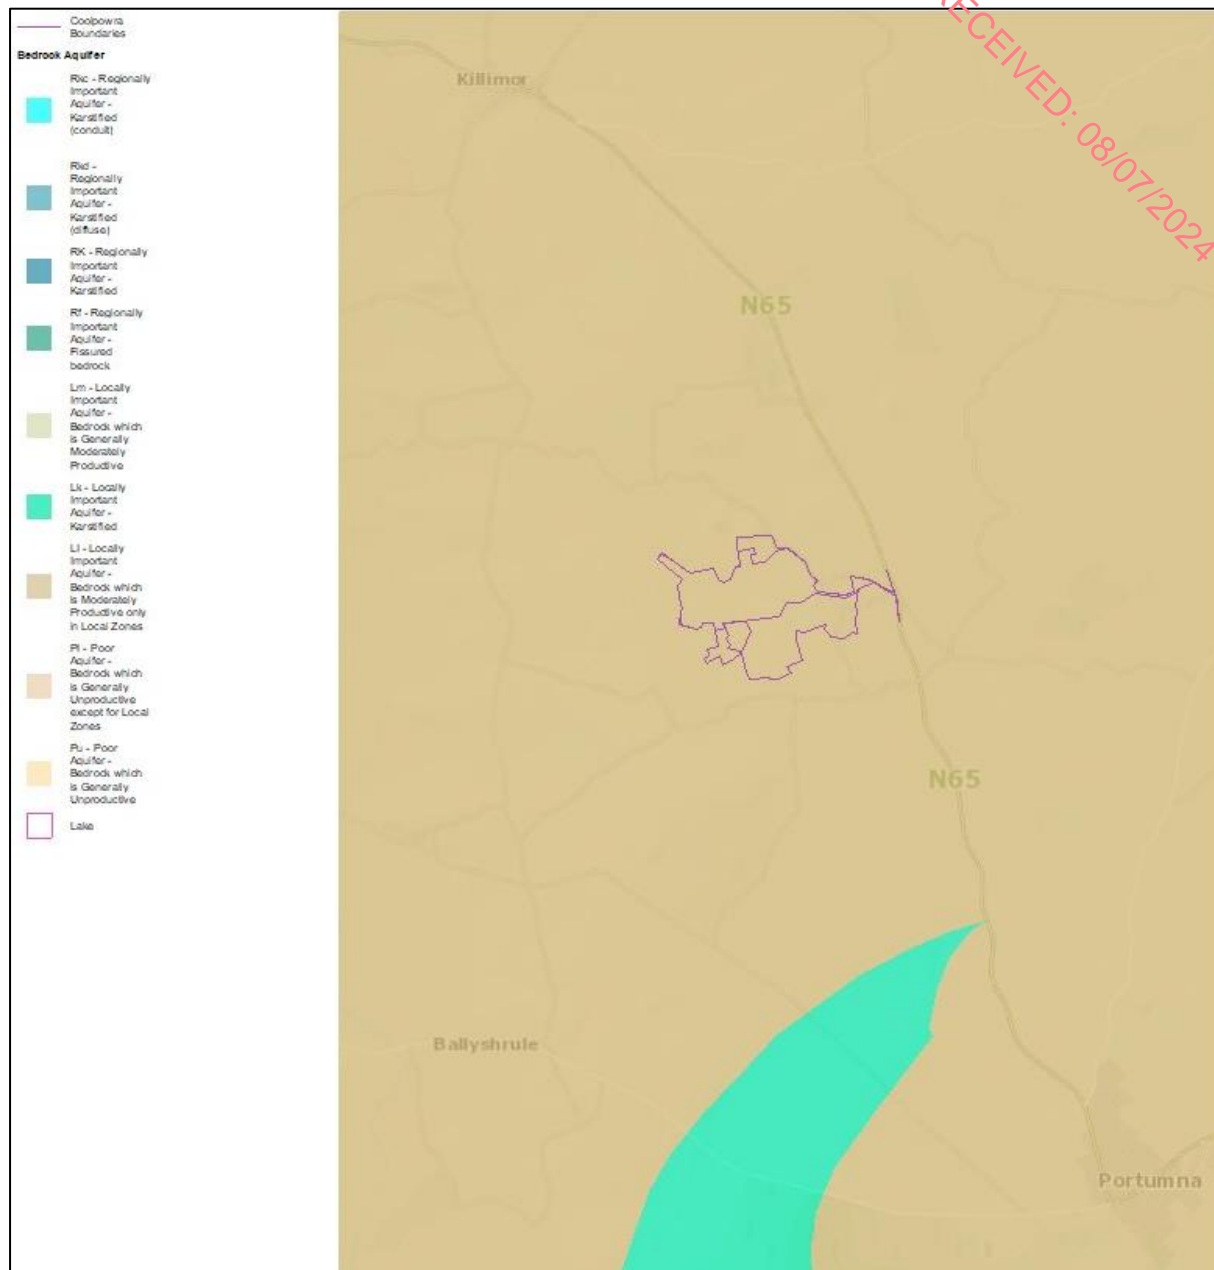 Coolpowra
Boundaries
Bedrock Aquifer
Rkc - Regionally
Important
Aquifer -
Karstified
(conduit)
Rkd -
Regionally
Important
Aquifer -
Karstified
(diffuse)
RK - Regionally
Important
Aquifer -
Karstified
Rf - Regionally
Important
Aquifer -
Fissured
bedrock
Lm - Locally
Important
Aquifer -
Bedrock which
is Generally
Moderately
Productive
Lk - Locally
Important
Aquifer -
Karstified
Ll - Locally
Important
Aquifer -
Bedrock which
is Moderately
Productive only
in Local Zones
Pl - Poor
Aquifer -
Bedrock which
is Generally
Unproductive
except for Local
Zones
Pu - Poor
Aquifer -
Bedrock which
is Generally
Unproductive
Lake
RECEIVED: 08/07/2024
Killimor
N65
N65
Ballyshrule
Portumna